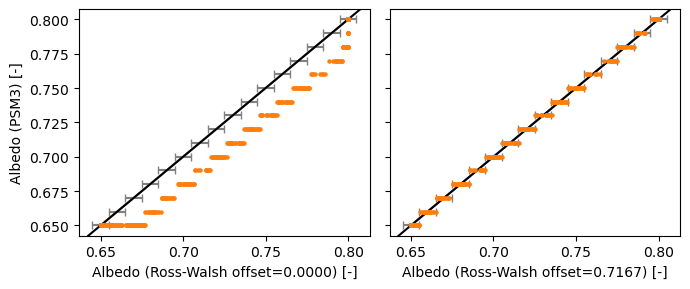 Albedo (PSM3) [-]
0.800
0.775
0.750
0.725
0.700
0.675
0.650
0.65 0.70 0.75 0.80
Albedo (Ross-Walsh offset=0.0000) [-]
0.65 0.70 0.75 0.80
Albedo (Ross-Walsh offset=0.7167) [-]